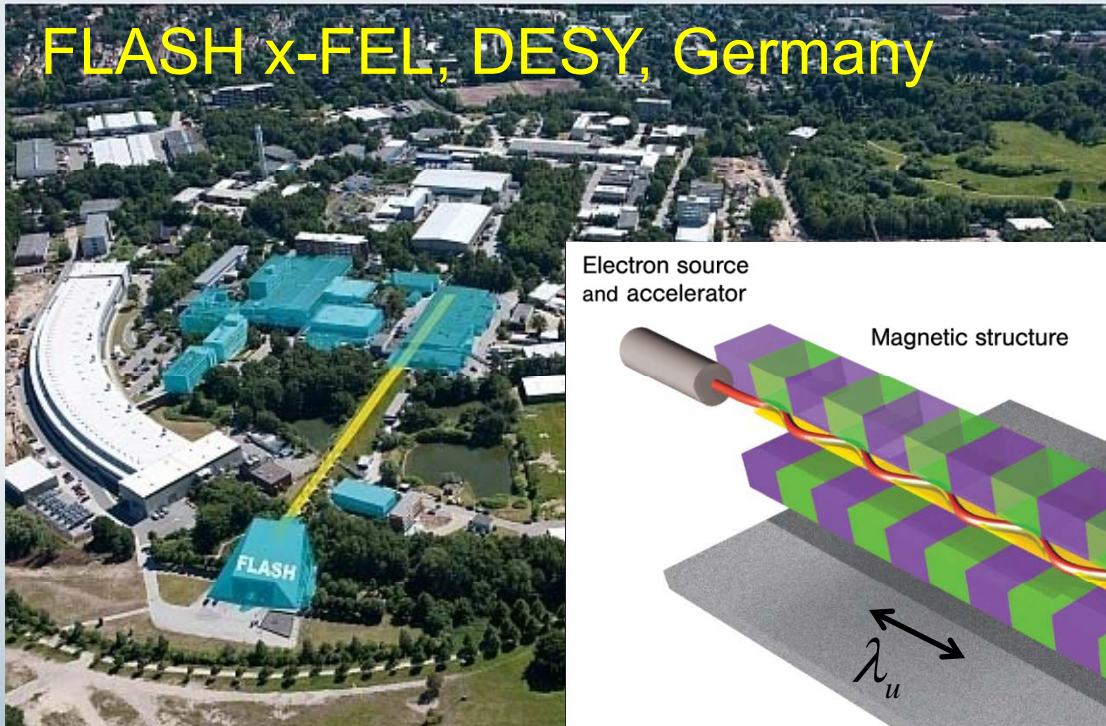 FLASH x-FEL, DESY, Germany
Electron source
and accelerator
Magnetic structure
FLASH
λu